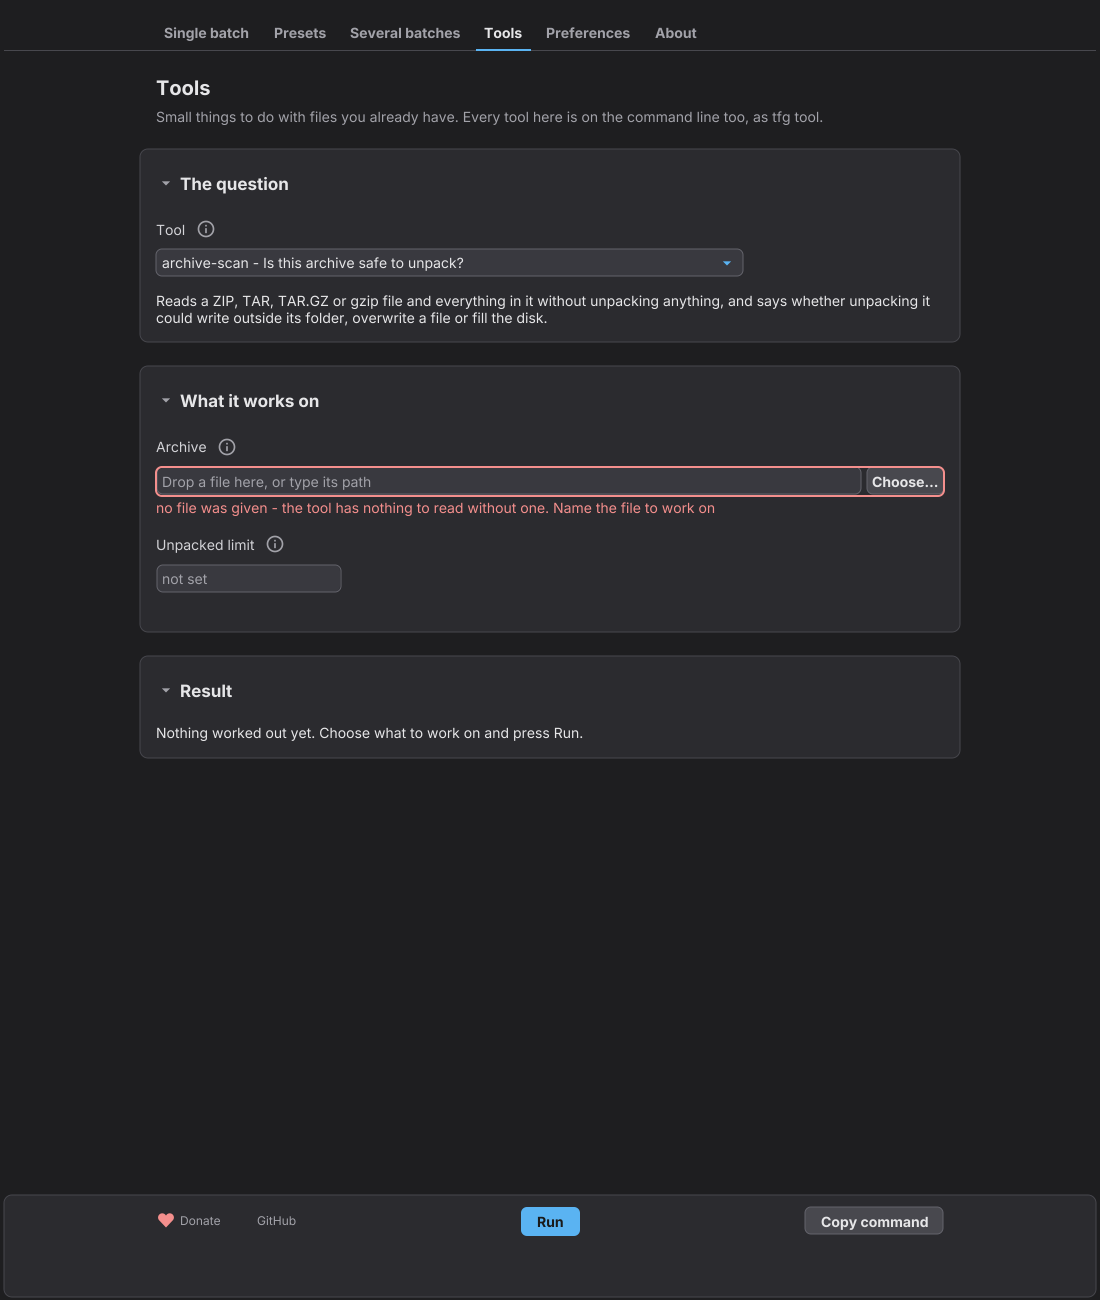 Single batch
Presets
Several batches
Tools
Preferences
About
Tools
Small things to do with files you already have. Every tool here is on the command line too, as tfg tool.
The question
Tool
archive-scan - Is this archive safe to unpack?
Reads a ZIP, TAR, TAR.GZ or gzip file and everything in it without unpacking anything, and says whether unpacking it
could write outside its folder, overwrite a file or fill the disk.
What it works on
Archive
Drop a file here, or type its path
Choose...
no file was given - the tool has nothing to read without one. Name the file to work on
Unpacked limit
not set
Result
Nothing worked out yet. Choose what to work on and press Run.
Donate
GitHub
Run
Copy command